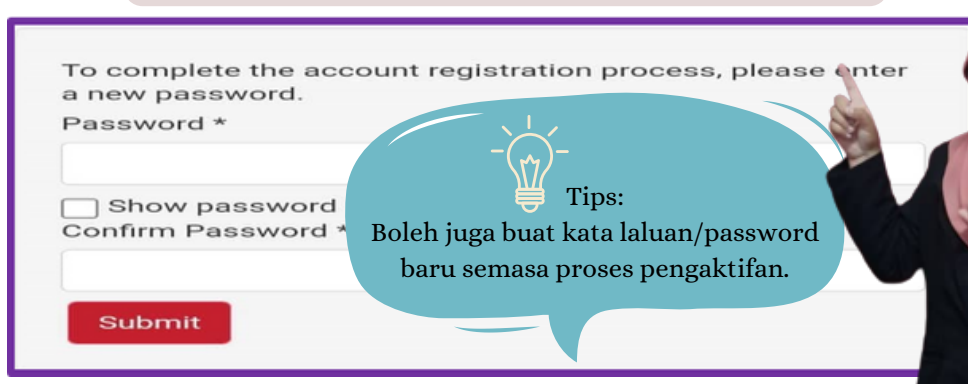 To complete the account registration process, please enter
a new password.
Password *
Show password
Confirm Password *
Tips:
Boleh juga buat kata laluan/password
baru semasa proses pengaktifan.
Submit